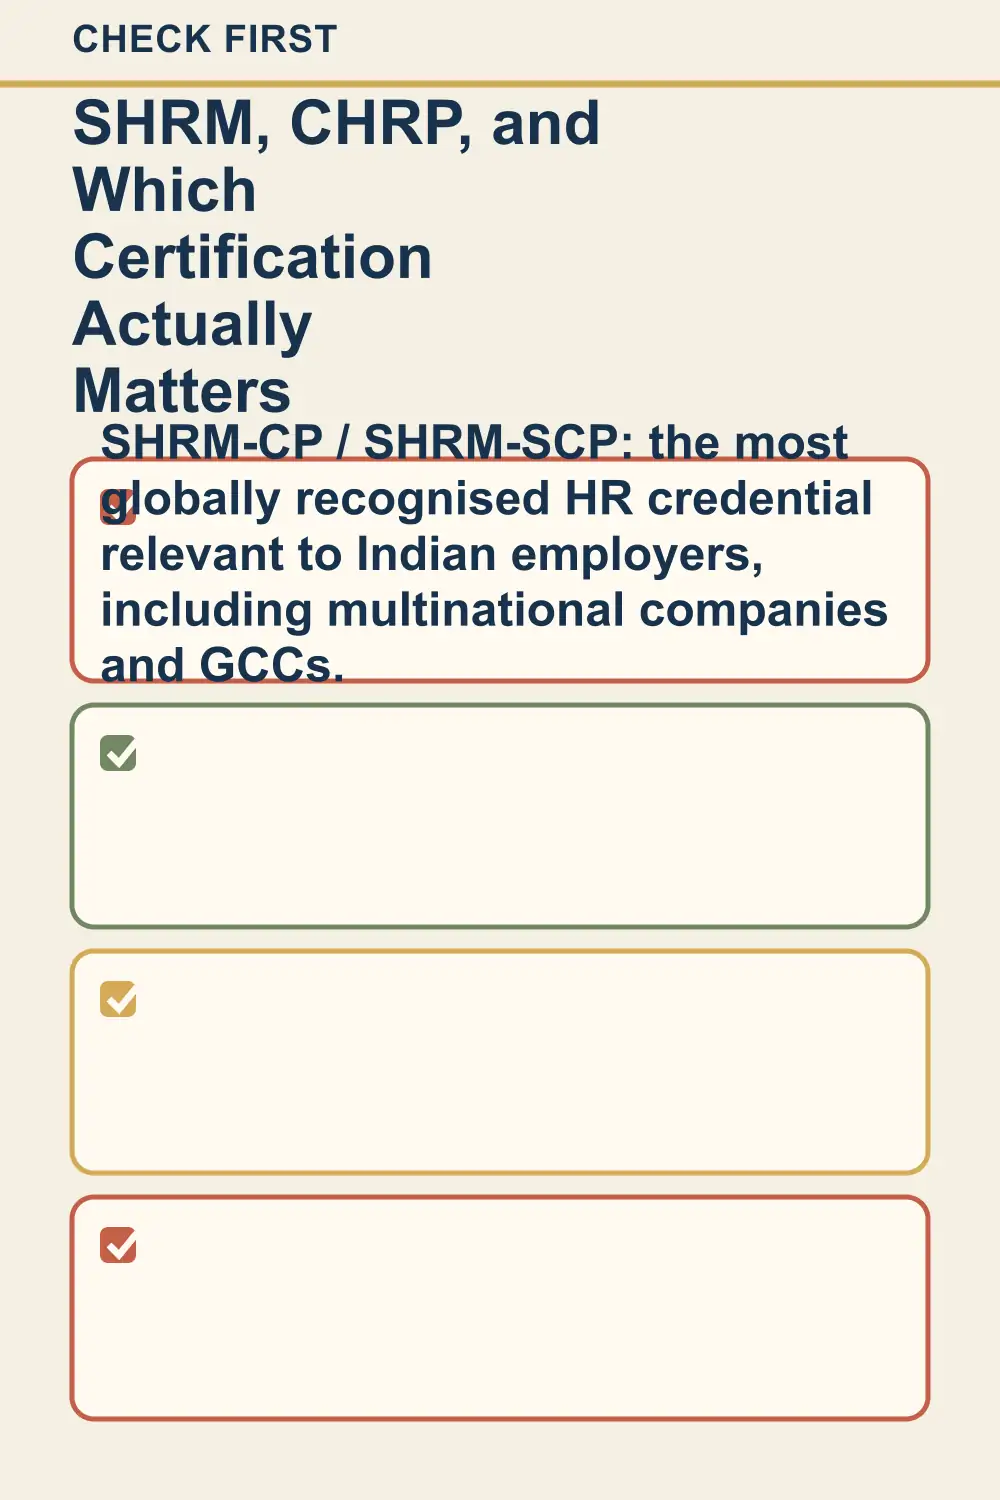 CHECK FIRST
SHRM, CHRP, and
Which
Certification
Actually
Matters
SHRM-CP / SHRM-SCP: the most
globally recognised HR credential
relevant to Indian employers,
including multinational companies
and GCCs.